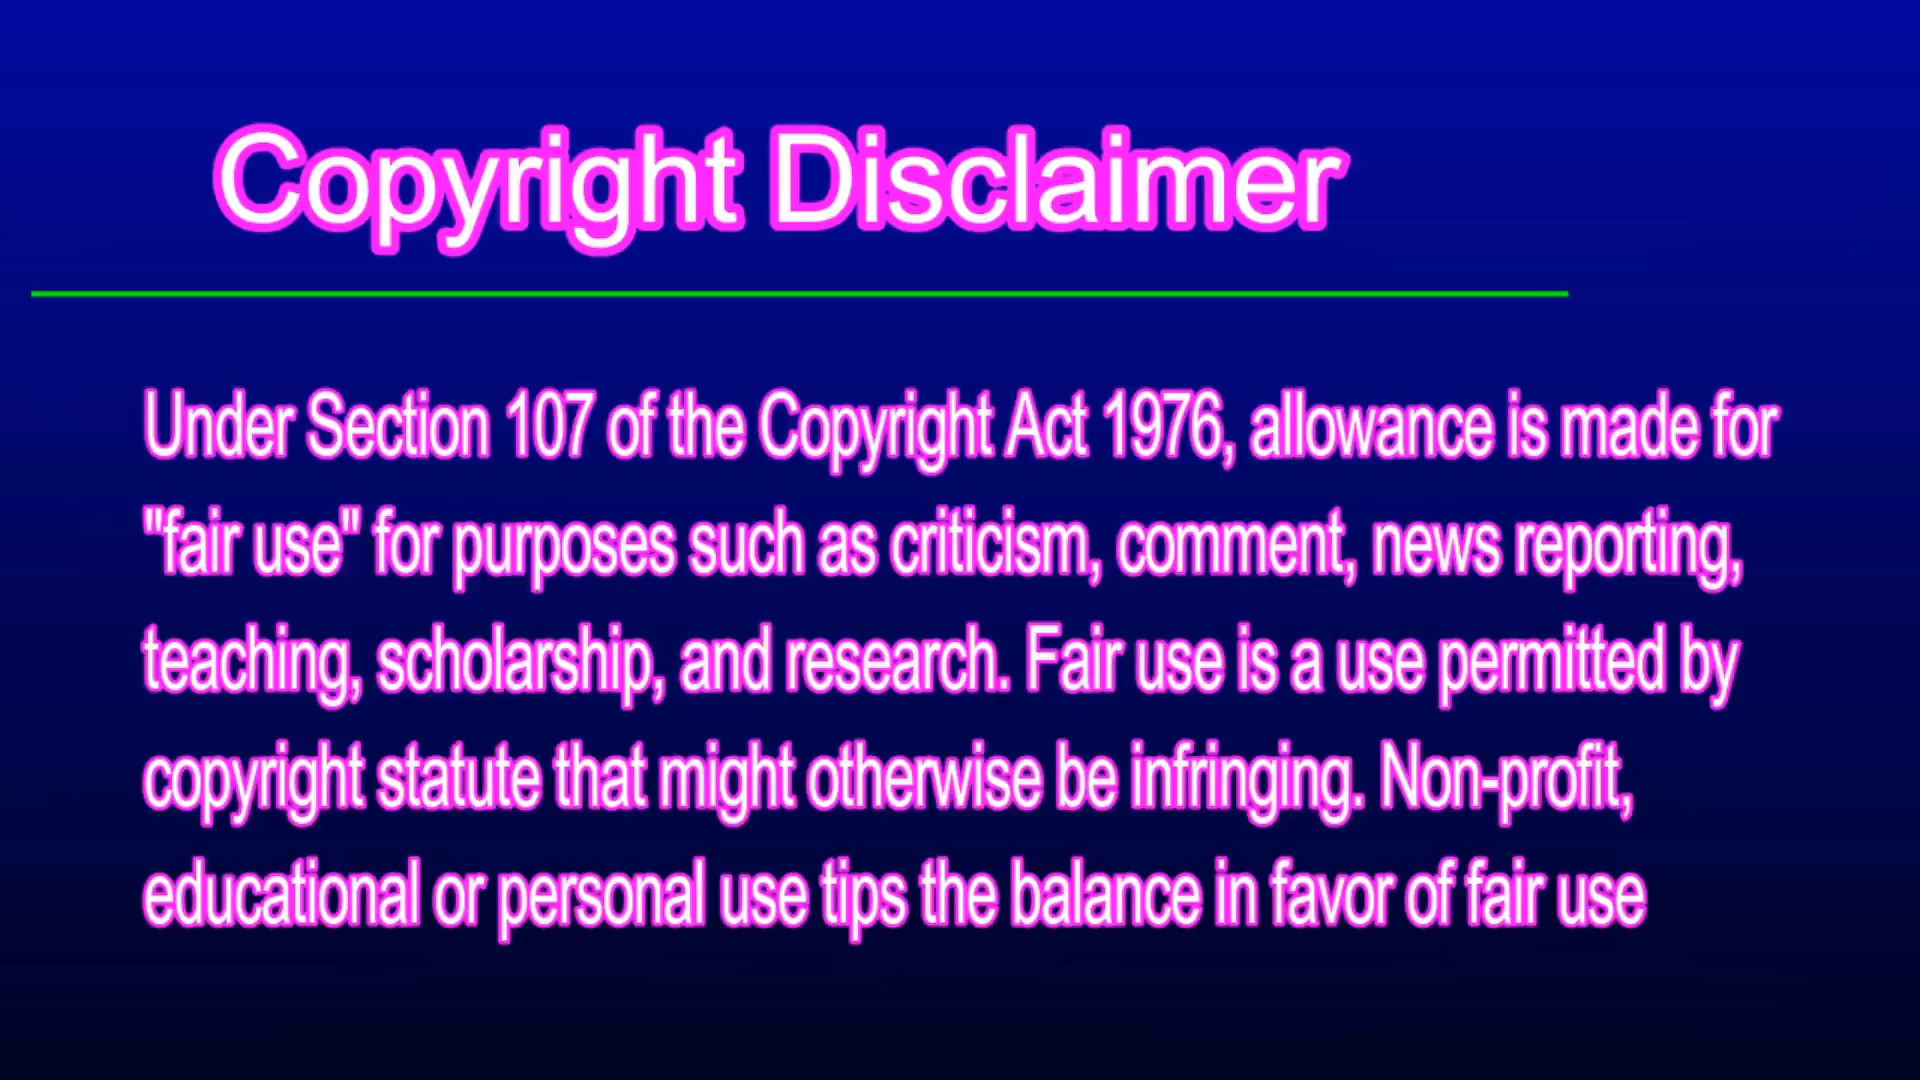 Copyright Disclaimer
Under Section 107 of the Copyright Act 1976, allowance is made for
"fair use" for purposes such as criticism, comment, news reporting,
teaching, scholarship, and research. Fair use is a use permitted by
copyright statute that might otherwise be infringing. Non-profit,
educational or personal use tips the balance in favor of fair use